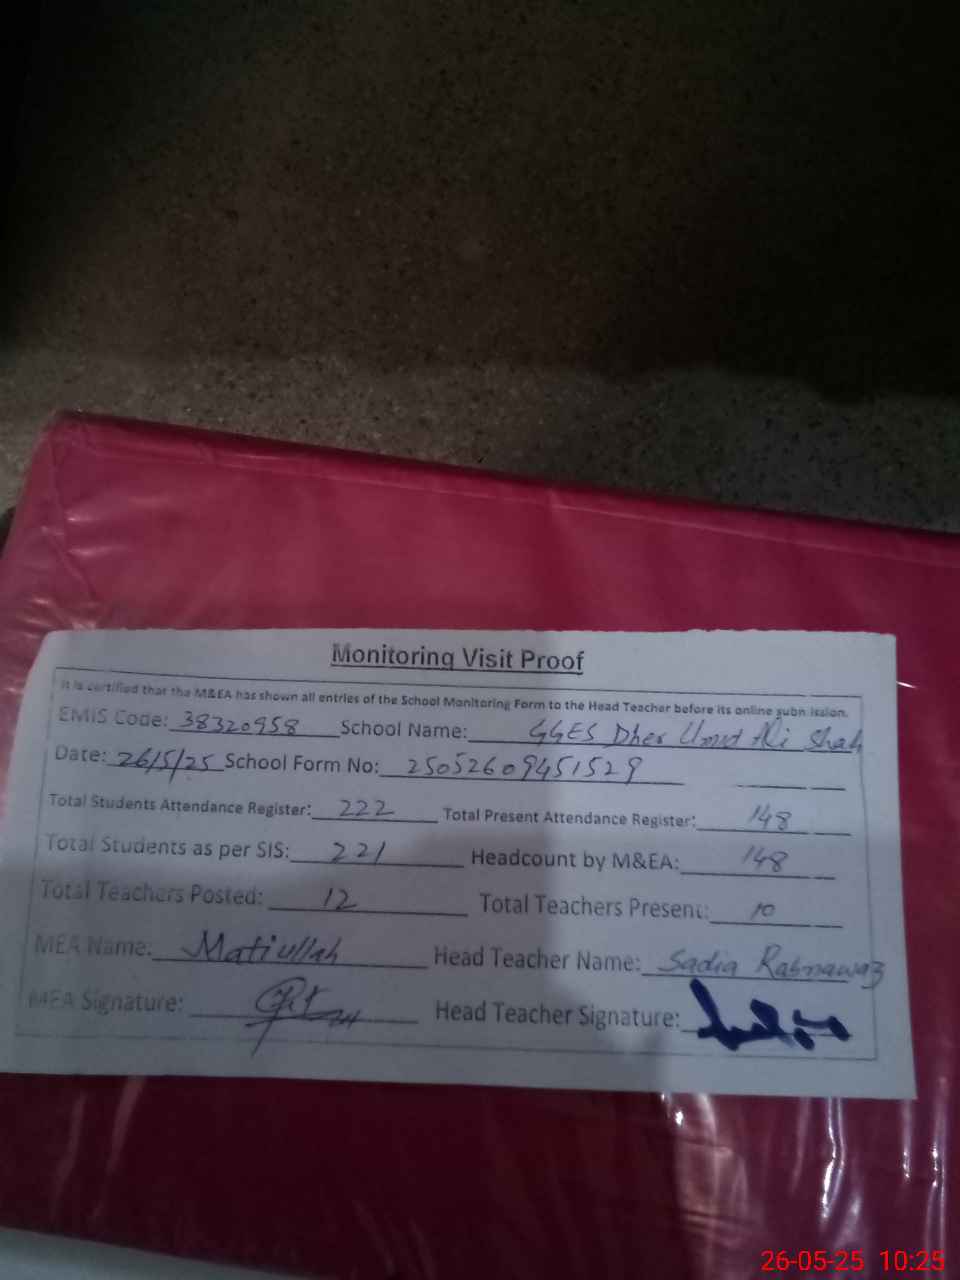 Monitoring Visit Proof
It is certified that the M&EA has shown all entries of the School Monitoring Form to the Head Teacher before its online submission.
EMIS Code: 38320958 School Name: GGES Dher Umid Ali Shah
Date: 26/5/25 School Form No: 25052609451529
Total Students Attendance Register: 222 Total Present Attendance Register: 148
Total Students as per SIS: 221 Headcount by M&EA: 148
Total Teachers Posted: 12 Total Teachers Present: 10
MEA Name: Matiullah Head Teacher Name: Sadia Rabnawaz
MEA Signature: Head Teacher Signature:
26-05-25 10:25